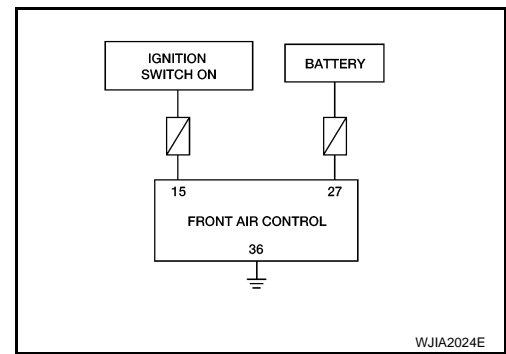 IGNITION
SWITCH ON
BATTERY
15
27
FRONT AIR CONTROL
36
WJIA2024E